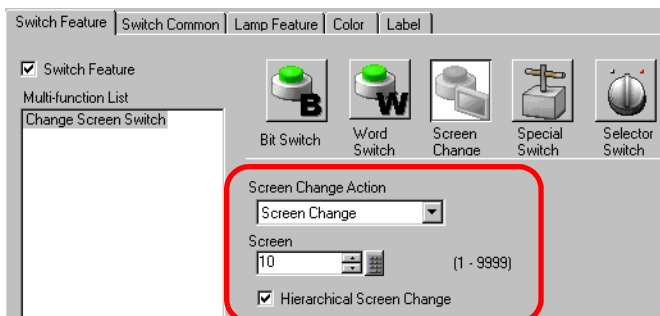 Switch Feature Switch Common Lamp Feature Color Label
Switch Feature
Multi-function List
Change Screen Switch
B W
Bit Switch Word Switch Screen Change Special Switch Selector Switch
Screen Change Action
Screen Change
Screen
10 (1 - 9999)
Hierarchical Screen Change